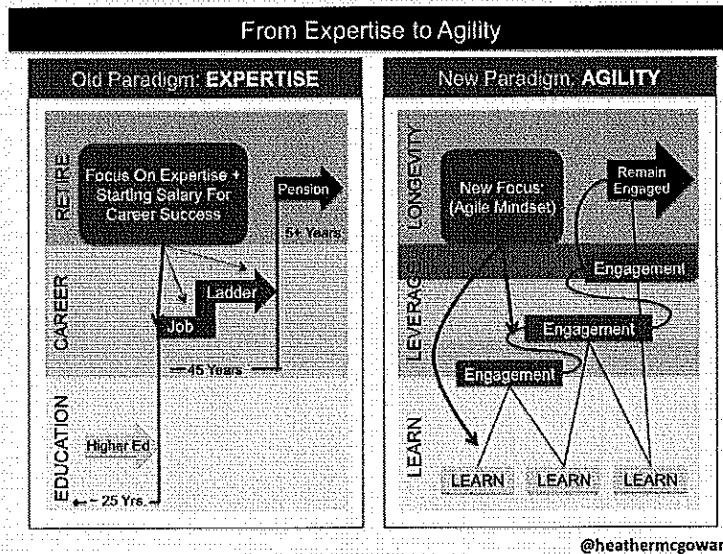 From Expertise to Agility
Old Paradigm: EXPERTISE
RETIRE
Focus On Expertise +
Starting Salary For
Career Success
Pension
5+ Years
CAREER
Job
Ladder
45 Years
EDUCATION
Higher Ed
~ 25 Yrs.
New Paradigm: AGILITY
LONGEVITY
New Focus:
(Agile Mindset)
Remain
Engaged
LEVERAGE
Engagement
Engagement
Engagement
LEARN
LEARN
LEARN
LEARN
@heathermcgowan